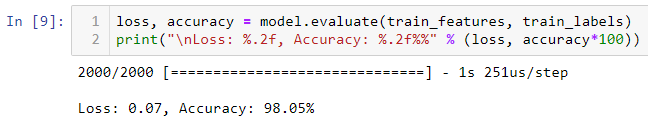 In [9]:
1 loss, accuracy = model.evaluate(train_features, train_labels)
2 print("\nLoss: %.2f, Accuracy: %.2f%%" % (loss, accuracy*100))
2000/2000 [==============================] - 1s 251us/step
Loss: 0.07, Accuracy: 98.05%